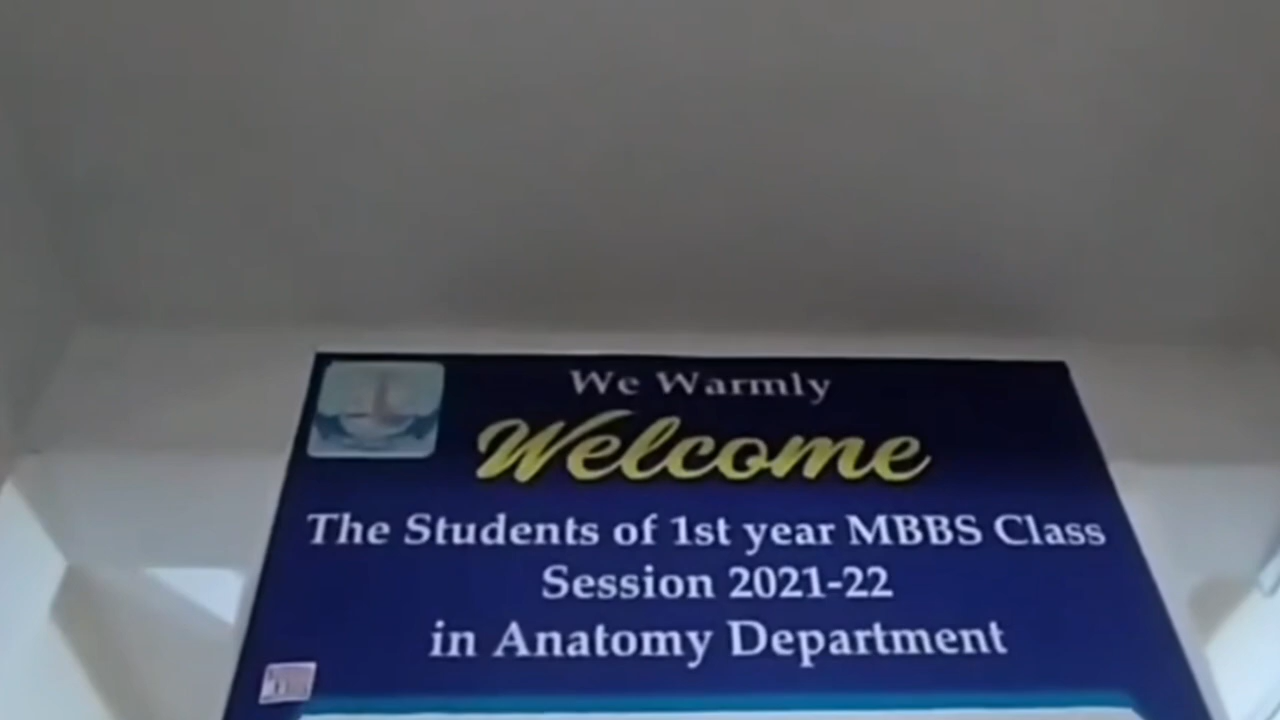 We Warmly
Welcome
The Students of 1st year MBBS Class
Session 2021-22
in Anatomy Department